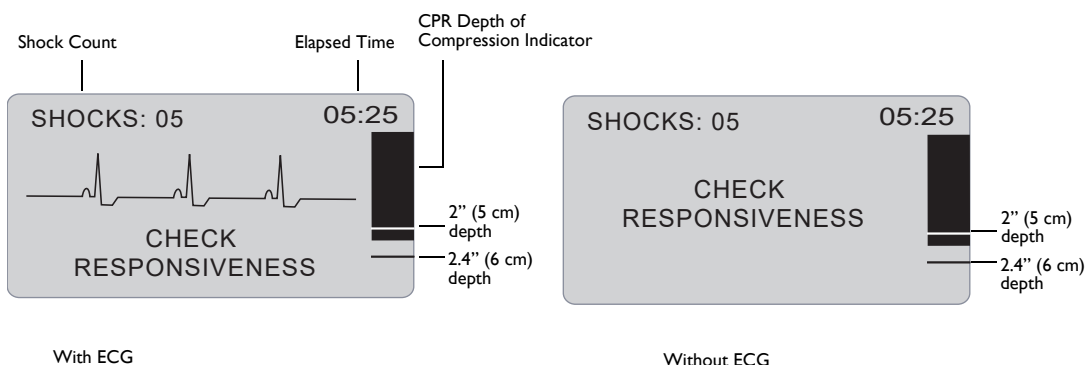 CPR Depth of
Compression Indicator
Shock Count
Elapsed Time
SHOCKS: 05
05:25
CHECK
RESPONSIVENESS
2” (5 cm)
depth
2.4” (6 cm)
depth
With ECG
SHOCKS: 05
05:25
CHECK
RESPONSIVENESS
2” (5 cm)
depth
2.4” (6 cm)
depth
Without ECG